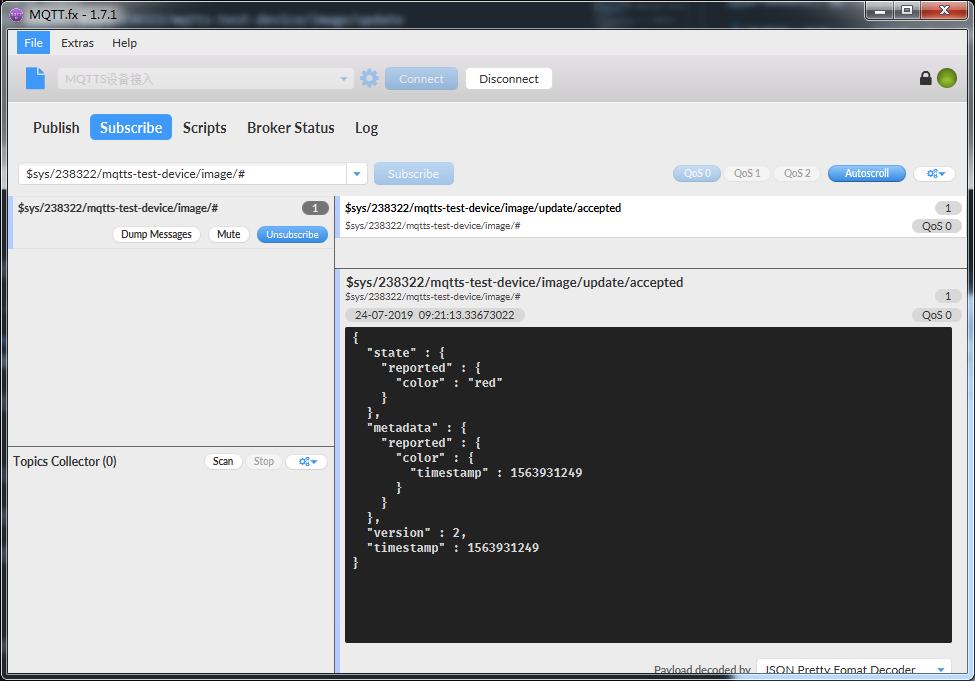 MQTT.fx - 1.7.1
File Extras Help
MQTTS设备接入 Connect Disconnect
Publish Subscribe Scripts Broker Status Log
$sys/238322/mqtts-test-device/image/# Subscribe QoS 0 QoS 1 QoS 2 Autoscroll
$sys/238322/mqtts-test-device/image/# 1
Dump Messages Mute Unsubscribe
$sys/238322/mqtts-test-device/image/update/accepted 1
$sys/238322/mqtts-test-device/image/# QoS 0
$sys/238322/mqtts-test-device/image/update/accepted
$sys/238322/mqtts-test-device/image/# 1
24-07-2019 09:21:13.33673022 QoS 0
{
"state" : {
"reported" : {
"color" : "red"
}
},
"metadata" : {
"reported" : {
"color" : {
"timestamp" : 1563931249
}
}
},
"version" : 2,
"timestamp" : 1563931249
}
Topics Collector (0) Scan Stop
Payload decoded by JSON Pretty Fomat Decoder